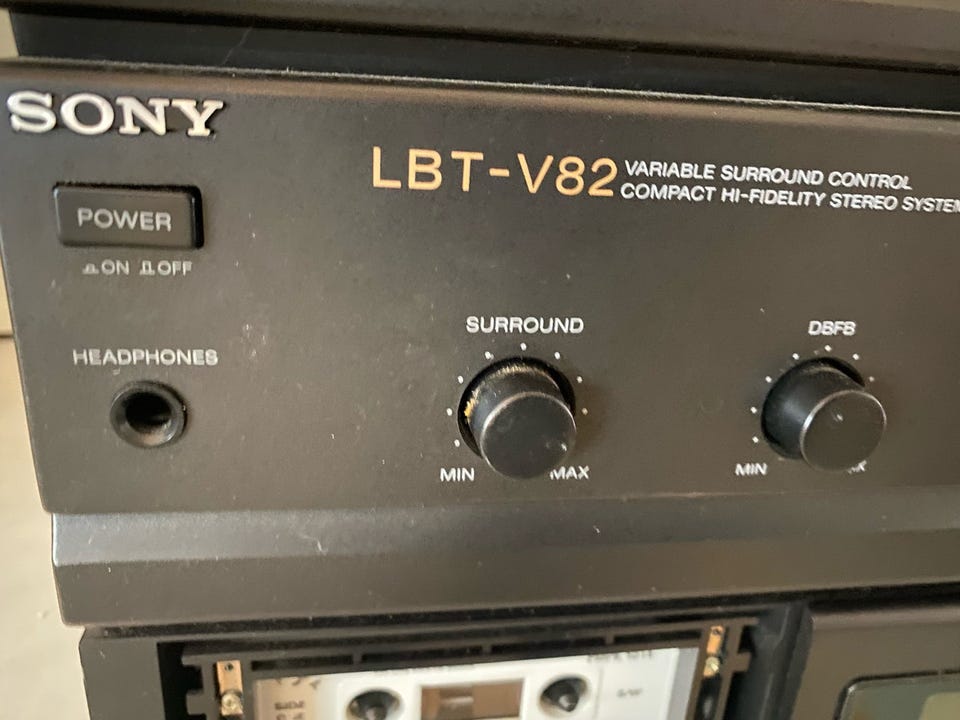 SONY
LBT-V82 VARIABLE SURROUND CONTROL
COMPACT HI-FIDELITY STEREO SYSTEM
POWER
ON OFF
SURROUND
DBFB
HEADPHONES
MIN MAX
MIN